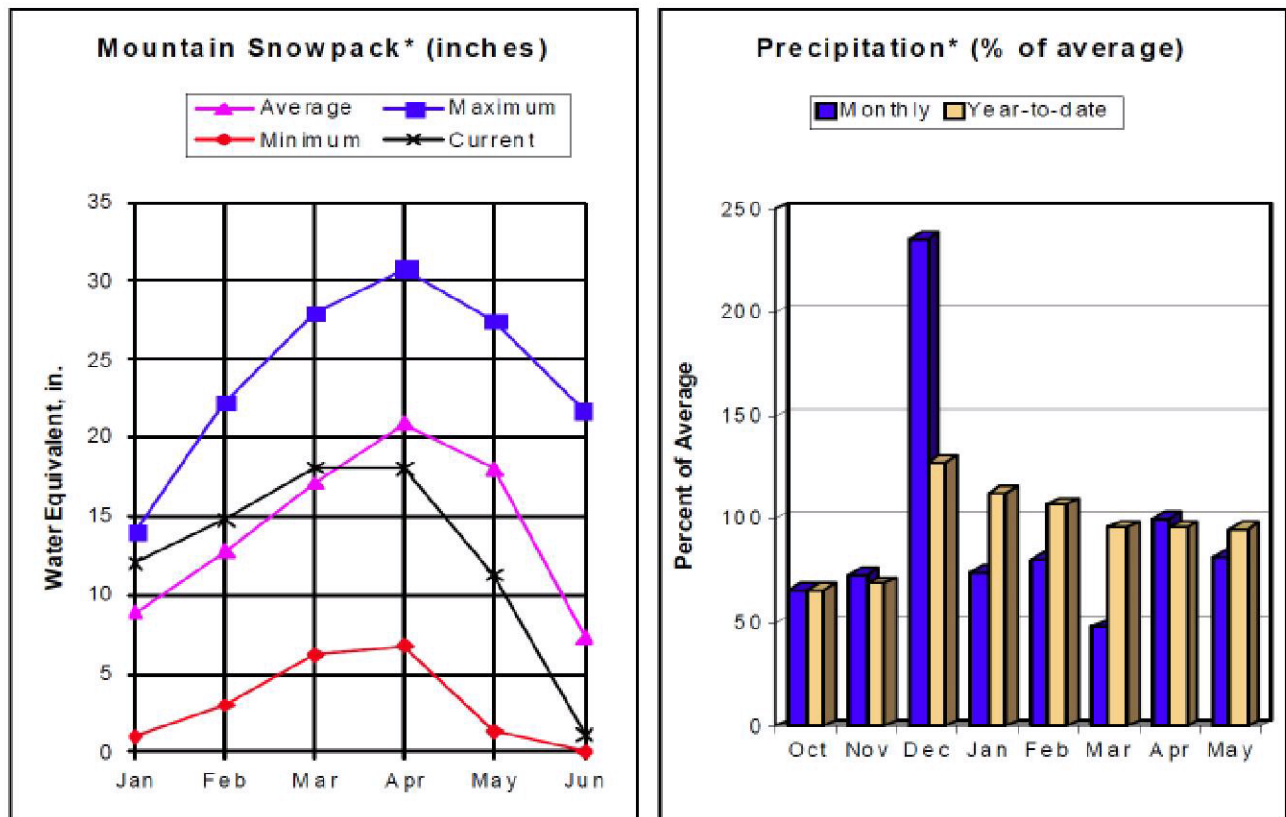 Mountain Snowpack* (inches)
Average Maximum
Minimum Current
35
30
25
20
15
10
5
0
Water Equivalent, in.
Jan Feb Mar Apr May Jun
Precipitation* (% of average)
Monthly Year-to-date
250
200
150
100
50
0
Percent of Average
Oct Nov Dec Jan Feb Mar Apr May